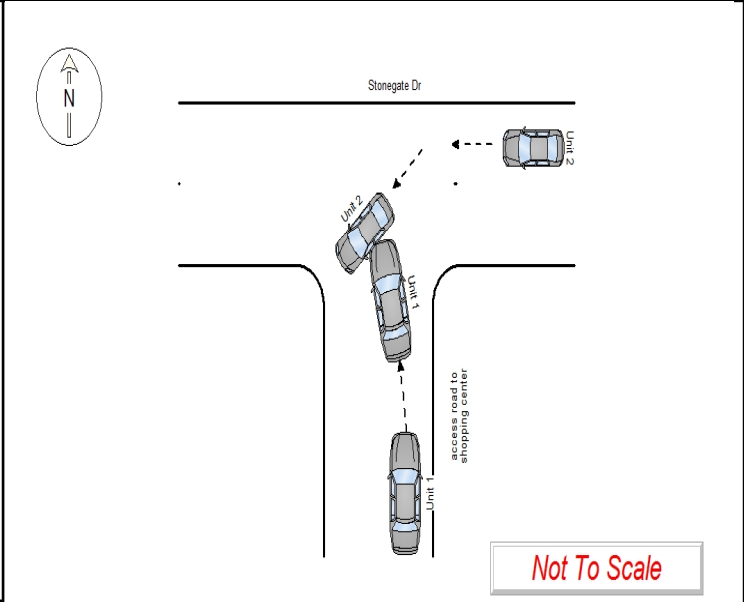 N
Stonegate Dr
Unit 2
Unit 2
Unit 1
access road to
shopping center
Unit 1
Not To Scale